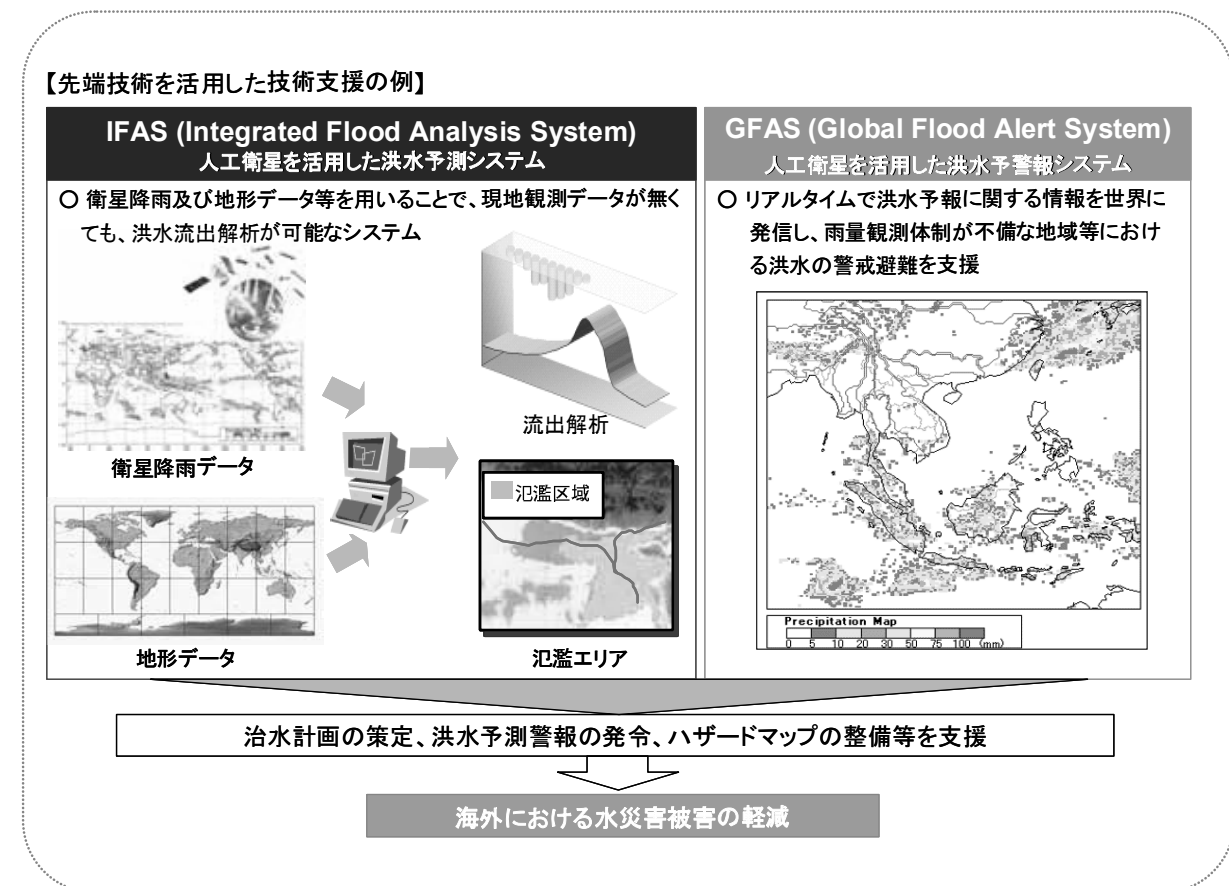 【先端技術を活用した技術支援の例】
IFAS (Integrated Flood Analysis System)
人工衛星を活用した洪水予測システム
○ 衛星降雨及び地形データ等を用いることで、現地観測データが無く
ても、洪水流出解析が可能なシステム
流出解析
衛星降雨データ
氾濫区域
地形データ
氾濫エリア
GFAS (Global Flood Alert System)
人工衛星を活用した洪水予警報システム
○ リアルタイムで洪水予報に関する情報を世界に
発信し、雨量観測体制が不備な地域等におけ
る洪水の警戒避難を支援
Precipitation Map
0 5 10 20 30 50 75 100 (mm)
治水計画の策定、洪水予測警報の発令、ハザードマップの整備等を支援
海外における水災害被害の軽減